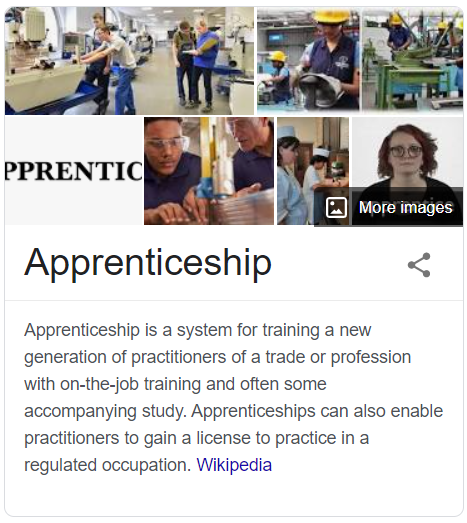 PPRENTIC
More images
Apprenticeship
Apprenticeship is a system for training a new
generation of practitioners of a trade or profession
with on-the-job training and often some
accompanying study. Apprenticeships can also enable
practitioners to gain a license to practice in a
regulated occupation. Wikipedia